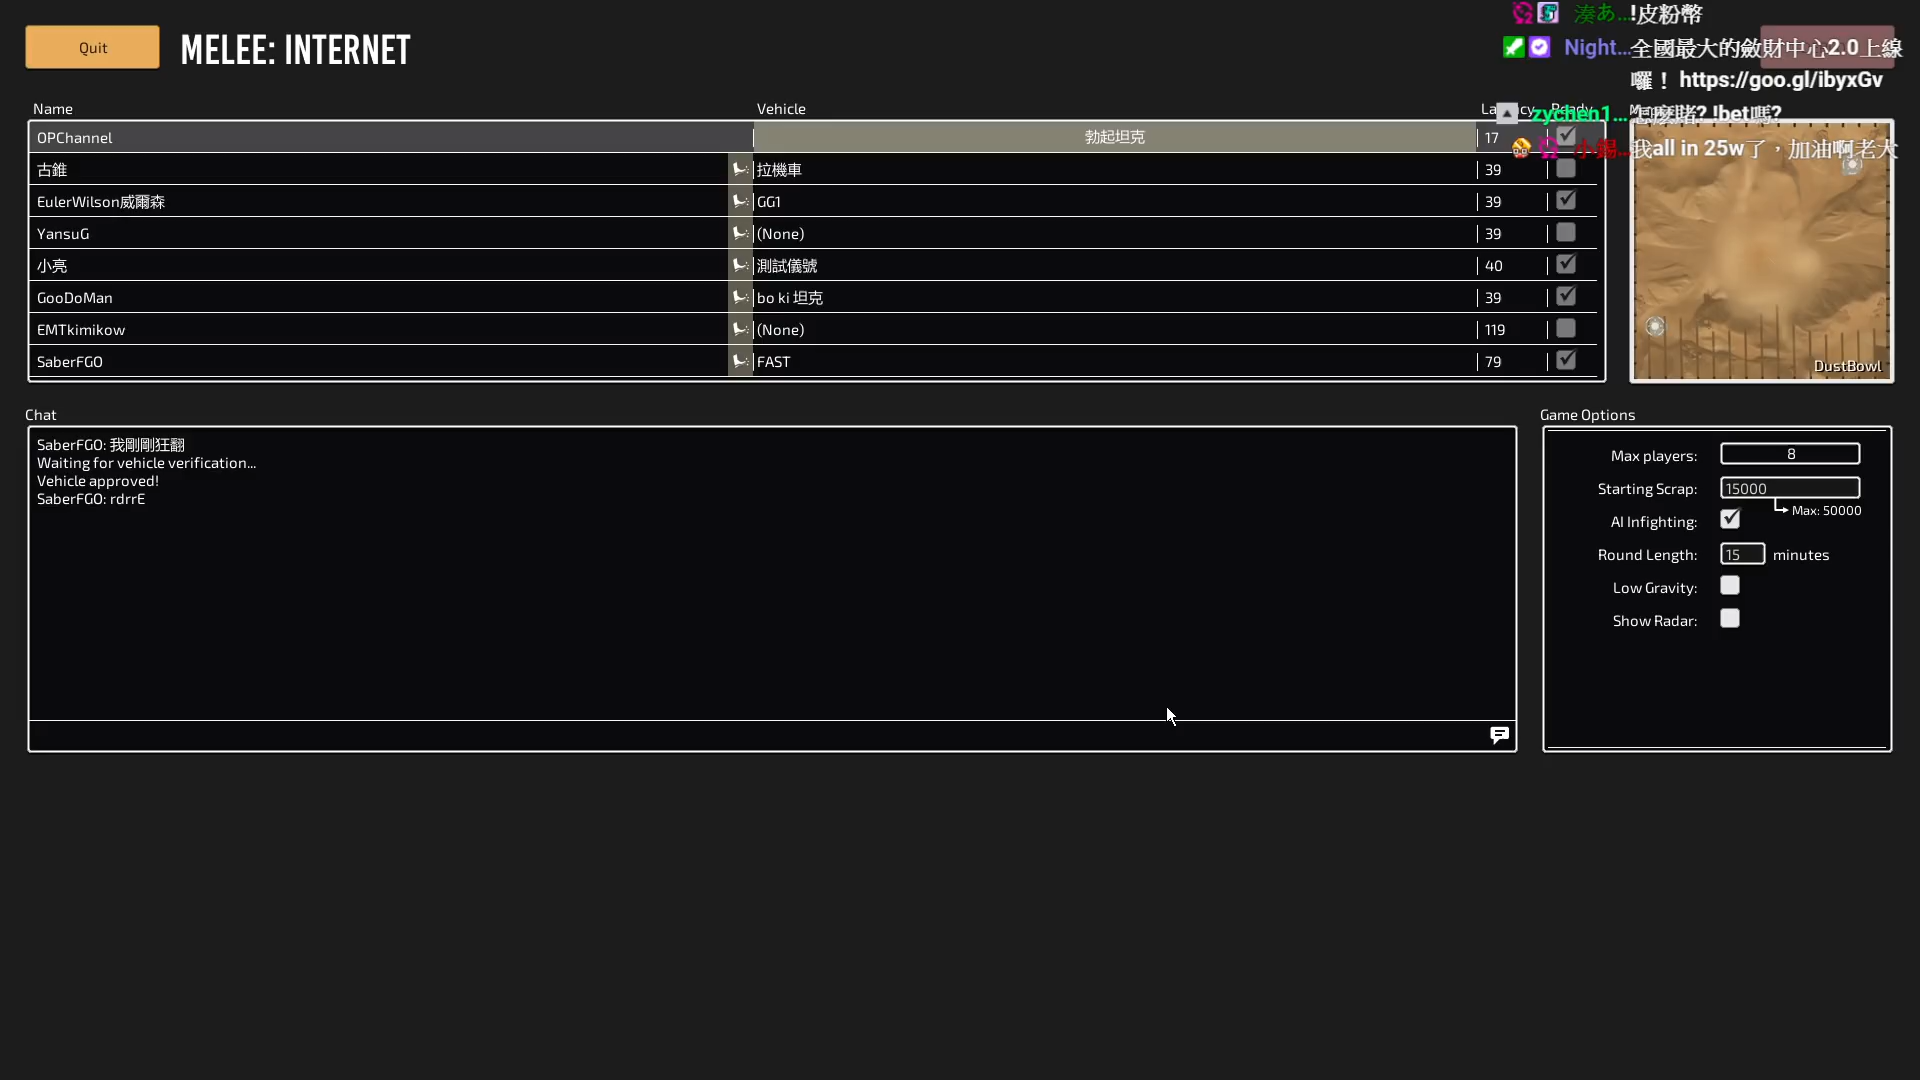 Quit
MELEE: INTERNET
湊あ... !皮粉幣
Night... 全國最大的斂財中心2.0上線
囉！ https://goo.gl/ibyxGv
zychen1... 怎麼賭? !bet嗎?
小錫... 我all in 25w了，加油啊老大
Name Vehicle
OPChannel 勃起坦克 17
古錐 拉機車 39
EulerWilson威爾森 GG1 39
YansuG (None) 39
小亮 測試儀號 40
GooDoMan bo ki 坦克 39
EMTkimikow (None) 119
SaberFGO FAST 79
DustBowl
Chat
SaberFGO: 我剛剛狂翻
Waiting for vehicle verification...
Vehicle approved!
SaberFGO: rdrrE
Game Options
Max players: 8
Starting Scrap: 15000
Max: 50000
AI Infighting:
Round Length: 15 minutes
Low Gravity:
Show Radar: